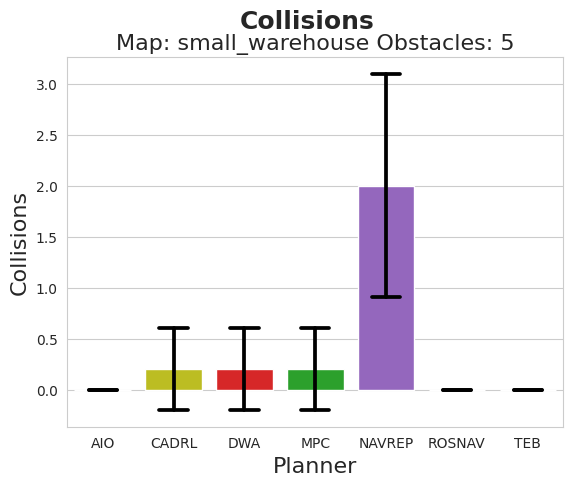 Collisions
Map: small_warehouse Obstacles: 5
3.0
2.5
2.0
1.5
1.0
0.5
0.0
Collisions
AIO CADRL DWA MPC NAVREP ROSNAV TEB
Planner